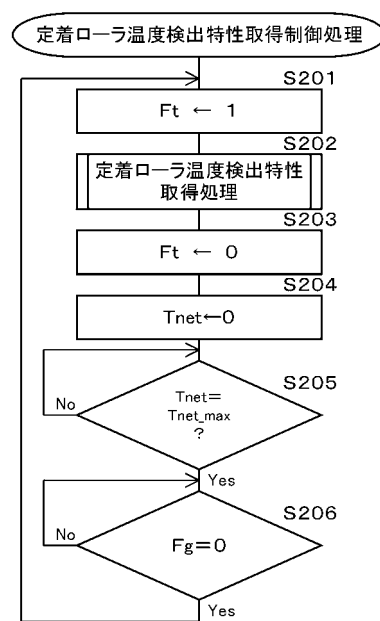 定着ローラ温度検出特性取得制御処理
S201
Ft ← 1
S202
定着ローラ温度検出特性
取得処理
S203
Ft ← 0
S204
Tnet←0
S205
Tnet=
Tnet_max
?
No
Yes
S206
Fg=0
No
Yes